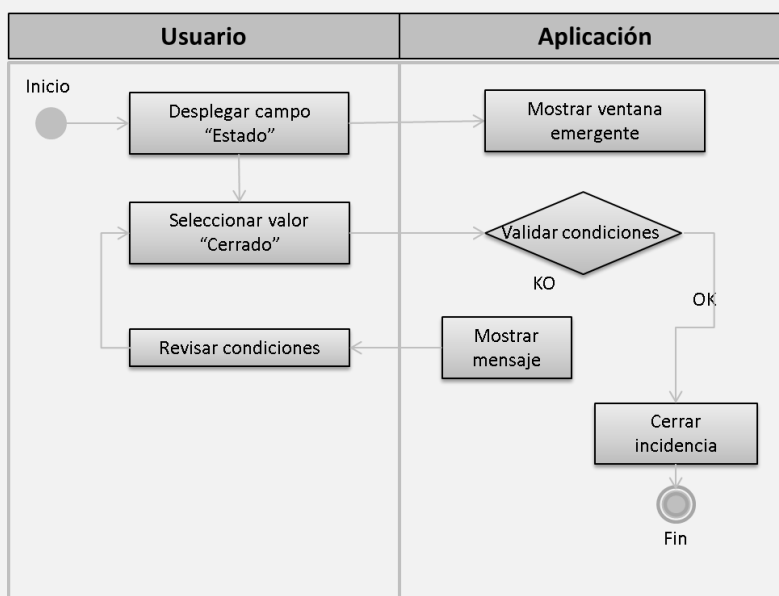 Usuario
Aplicación
Inicio
Desplegar campo
“Estado”
Mostrar ventana
emergente
Seleccionar valor
“Cerrado”
Validar condiciones
KO
OK
Revisar condiciones
Mostrar
mensaje
Cerrar
incidencia
Fin